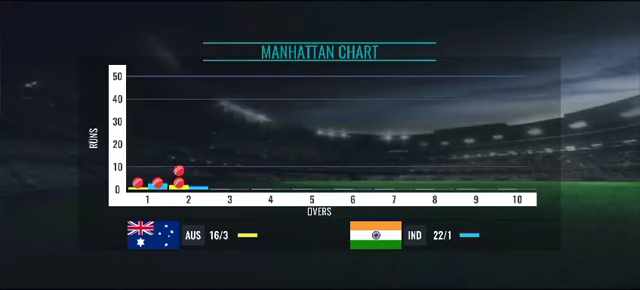 MANHATTAN CHART
50
40
30
20
10
0
RUNS
1 2 3 4 5 6 7 8 9 10
OVERS
AUS 16/3
IND 22/1